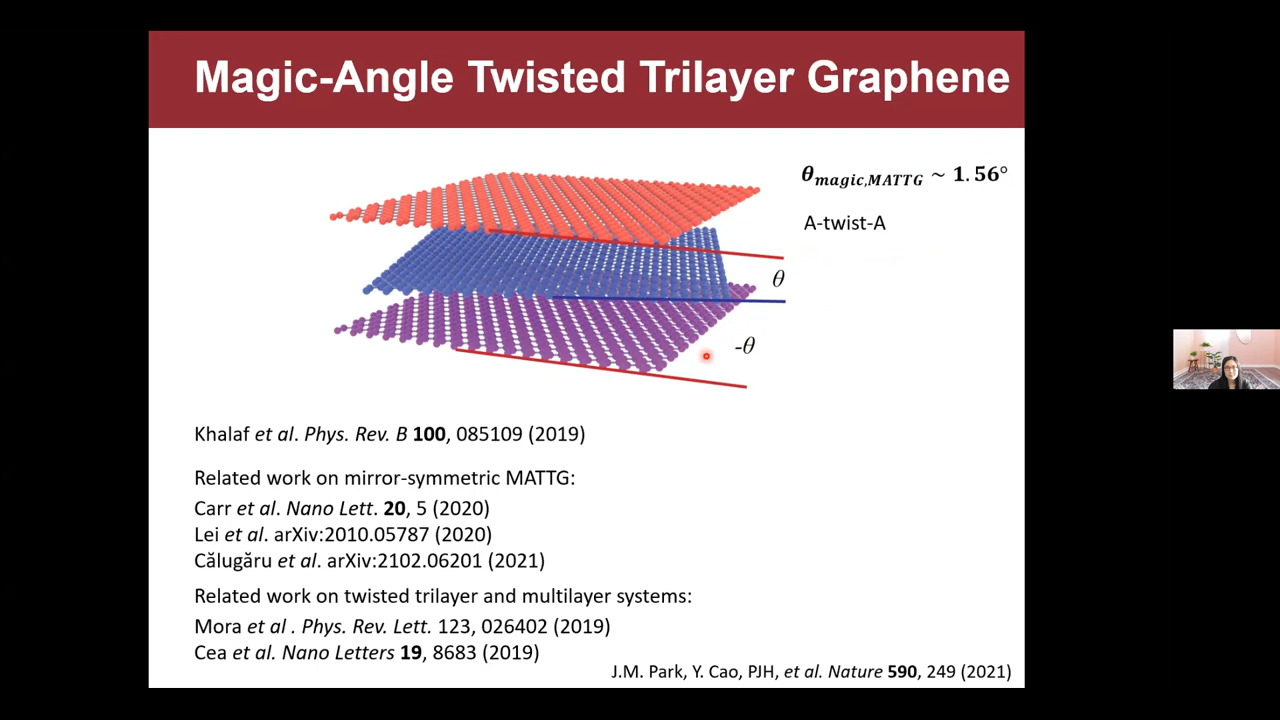 Magic-Angle Twisted Trilayer Graphene
θmagic,MATTG ~ 1.56°
A-twist-A
θ
-θ
Khalaf et al. Phys. Rev. B 100, 085109 (2019)
Related work on mirror-symmetric MATTG:
Carr et al. Nano Lett. 20, 5 (2020)
Lei et al. arXiv:2010.05787 (2020)
Călugăru et al. arXiv:2102.06201 (2021)
Related work on twisted trilayer and multilayer systems:
Mora et al . Phys. Rev. Lett. 123, 026402 (2019)
Cea et al. Nano Letters 19, 8683 (2019)
J.M. Park, Y. Cao, PJH, et al. Nature 590, 249 (2021)